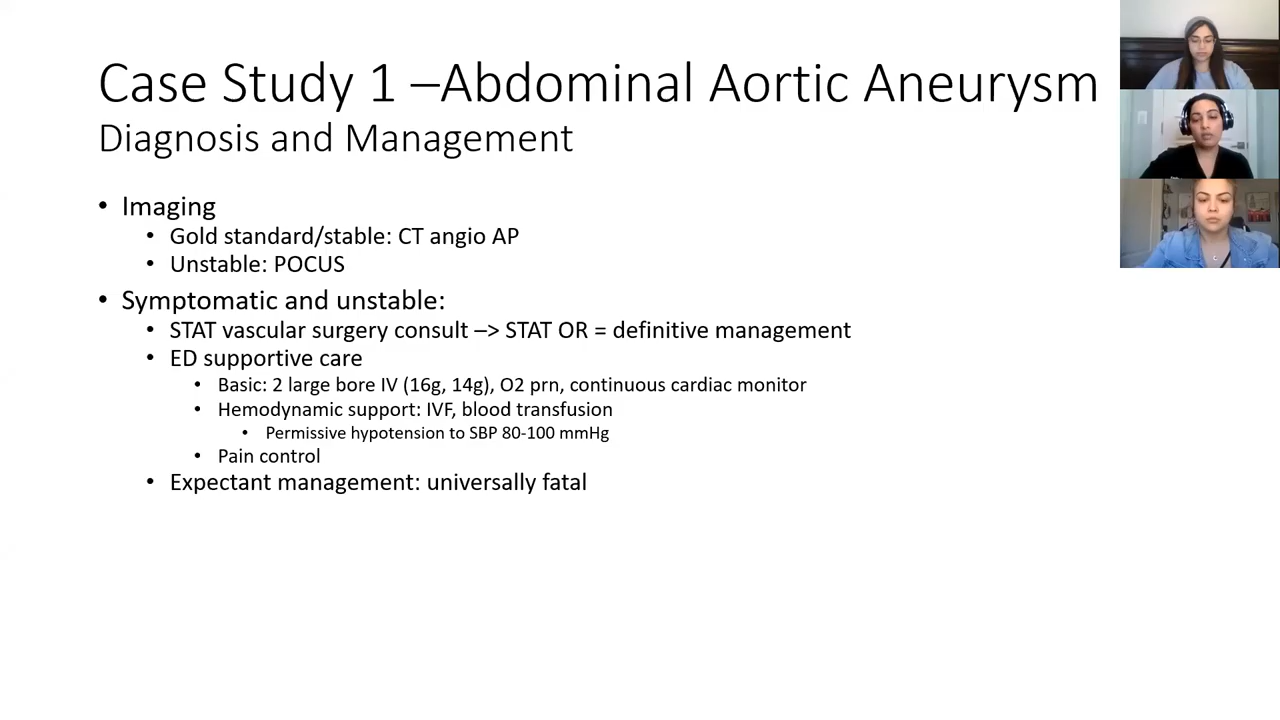 Case Study 1 –Abdominal Aortic Aneurysm
Diagnosis and Management
• Imaging
• Gold standard/stable: CT angio AP
• Unstable: POCUS
• Symptomatic and unstable:
• STAT vascular surgery consult –> STAT OR = definitive management
• ED supportive care
• Basic: 2 large bore IV (16g, 14g), O2 prn, continuous cardiac monitor
• Hemodynamic support: IVF, blood transfusion
• Permissive hypotension to SBP 80-100 mmHg
• Pain control
• Expectant management: universally fatal